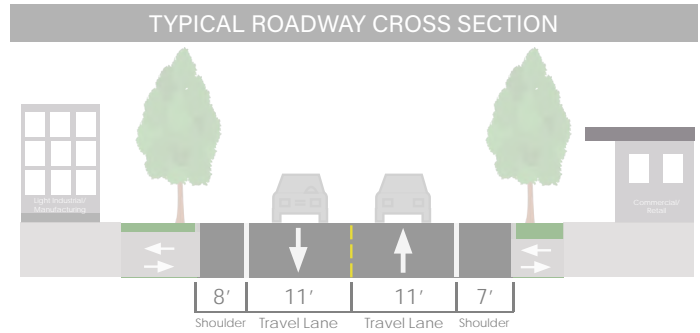 TYPICAL ROADWAY CROSS SECTION
Light Industrial/
Manufacturing
Commercial/
Retail
8' 11' 11' 7'
Shoulder Travel Lane Travel Lane Shoulder